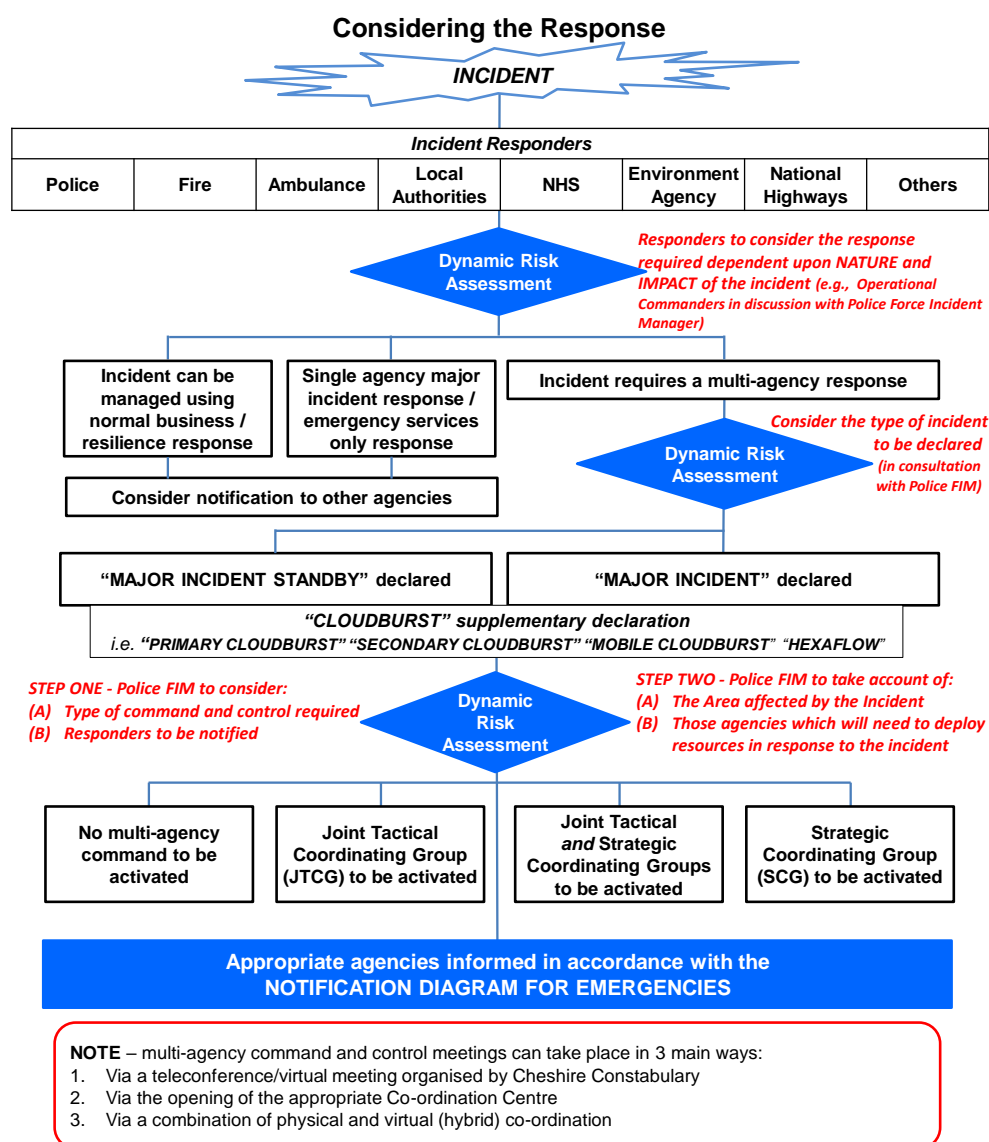 Considering the Response
INCIDENT
Incident Responders
Police
Fire
Ambulance
Local
Authorities
NHS
Environment
Agency
National
Highways
Others
Dynamic Risk
Assessment
Responders to consider the response
required dependent upon NATURE and
IMPACT of the incident (e.g., Operational
Commanders in discussion with Police Force Incident
Manager)
Incident can be
managed using
normal business /
resilience response
Single agency major
incident response /
emergency services
only response
Incident requires a multi-agency response
Consider notification to other agencies
Dynamic Risk
Assessment
Consider the type of incident
to be declared
(in consultation
with Police FIM)
“MAJOR INCIDENT STANDBY” declared
“MAJOR INCIDENT” declared
“CLOUDBURST” supplementary declaration
i.e. “PRIMARY CLOUDBURST” “SECONDARY CLOUDBURST” “MOBILE CLOUDBURST” “HEXAFLOW”
STEP ONE - Police FIM to consider:
(A) Type of command and control required
(B) Responders to be notified
Dynamic
Risk
Assessment
STEP TWO - Police FIM to take account of:
(A) The Area affected by the Incident
(B) Those agencies which will need to deploy
resources in response to the incident
No multi-agency
command to be
activated
Joint Tactical
Coordinating Group
(JTCG) to be activated
Joint Tactical
and Strategic
Coordinating Groups
to be activated
Strategic
Coordinating Group
(SCG) to be activated
Appropriate agencies informed in accordance with the
NOTIFICATION DIAGRAM FOR EMERGENCIES
NOTE – multi-agency command and control meetings can take place in 3 main ways:
1. Via a teleconference/virtual meeting organised by Cheshire Constabulary
2. Via the opening of the appropriate Co-ordination Centre
3. Via a combination of physical and virtual (hybrid) co-ordination